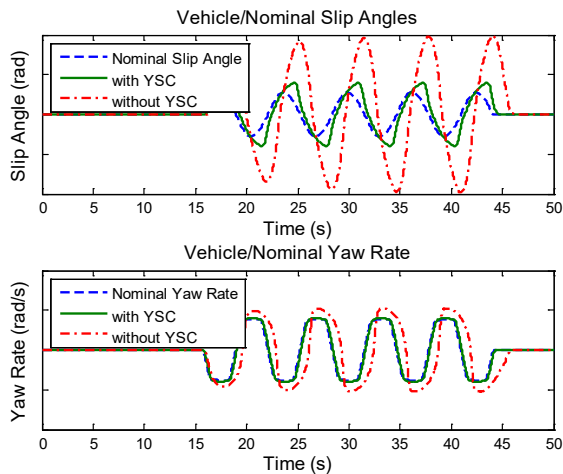 Vehicle/Nominal Slip Angles
Slip Angle (rad)
Nominal Slip Angle
with YSC
without YSC
0 5 10 15 20 25 30 35 40 45 50
Time (s)
Vehicle/Nominal Yaw Rate
Yaw Rate (rad/s)
Nominal Yaw Rate
with YSC
without YSC
0 5 10 15 20 25 30 35 40 45 50
Time (s)